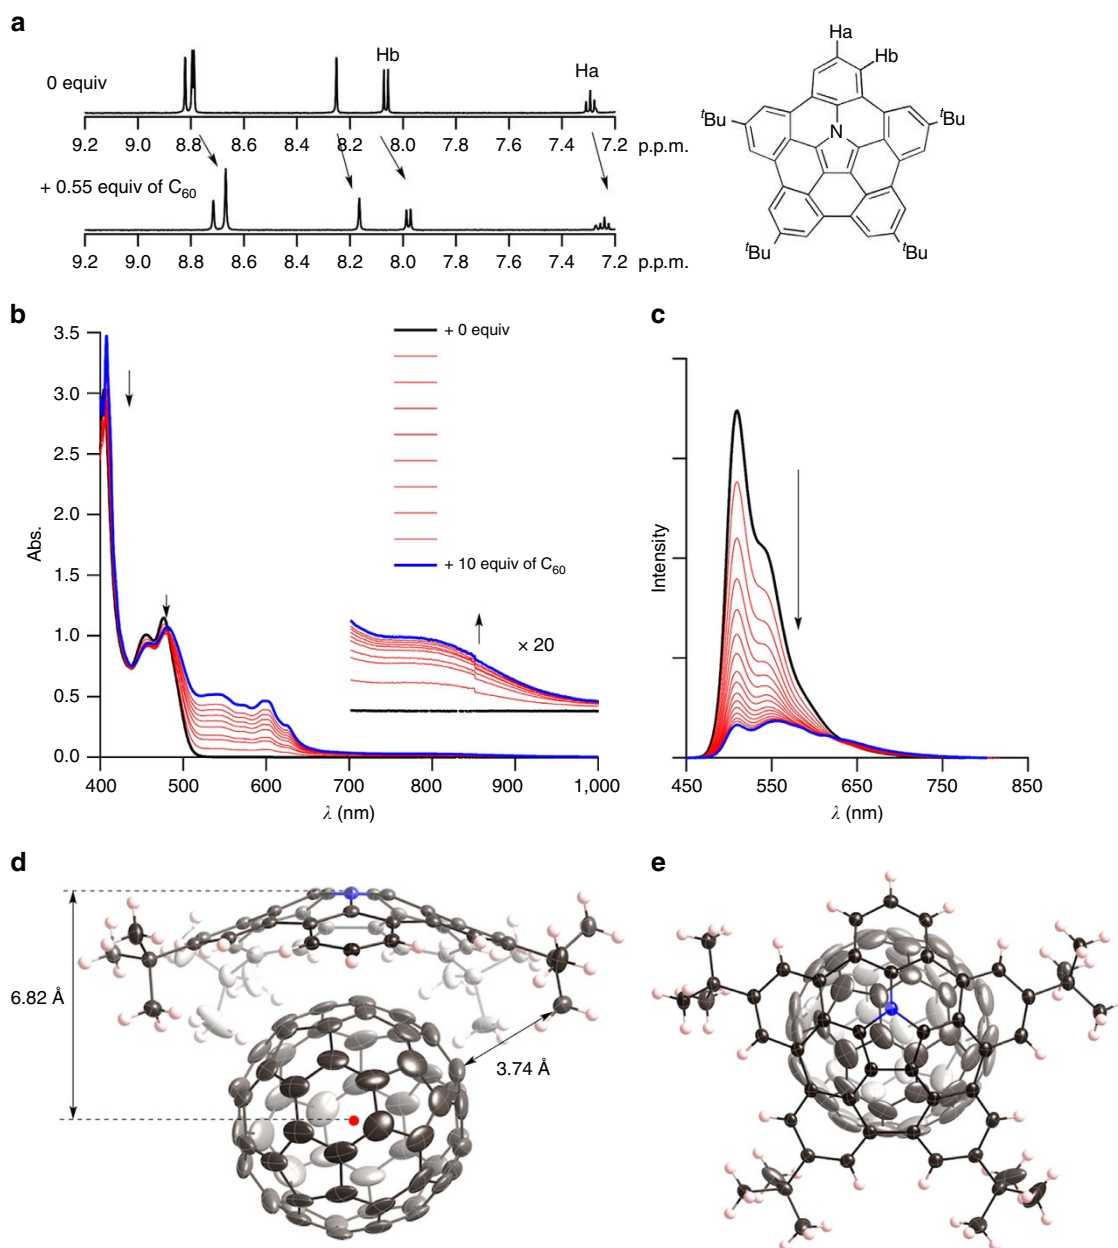 a
Ha
Hb
N
ᵗBu
ᵗBu
ᵗBu
ᵗBu
0 equiv
Hb
Ha
9.2 9.0 8.8 8.6 8.4 8.2 8.0 7.8 7.6 7.4 7.2 p.p.m.
+ 0.55 equiv of C₆₀
9.2 9.0 8.8 8.6 8.4 8.2 8.0 7.8 7.6 7.4 7.2 p.p.m.
b
Abs.
3.5
3.0
2.5
2.0
1.5
1.0
0.5
0.0
+ 0 equiv
+ 10 equiv of C₆₀
× 20
400 500 600 700 800 900 1,000
λ (nm)
c
Intensity
450 550 650 750 850
λ (nm)
d
6.82 Å
3.74 Å
e